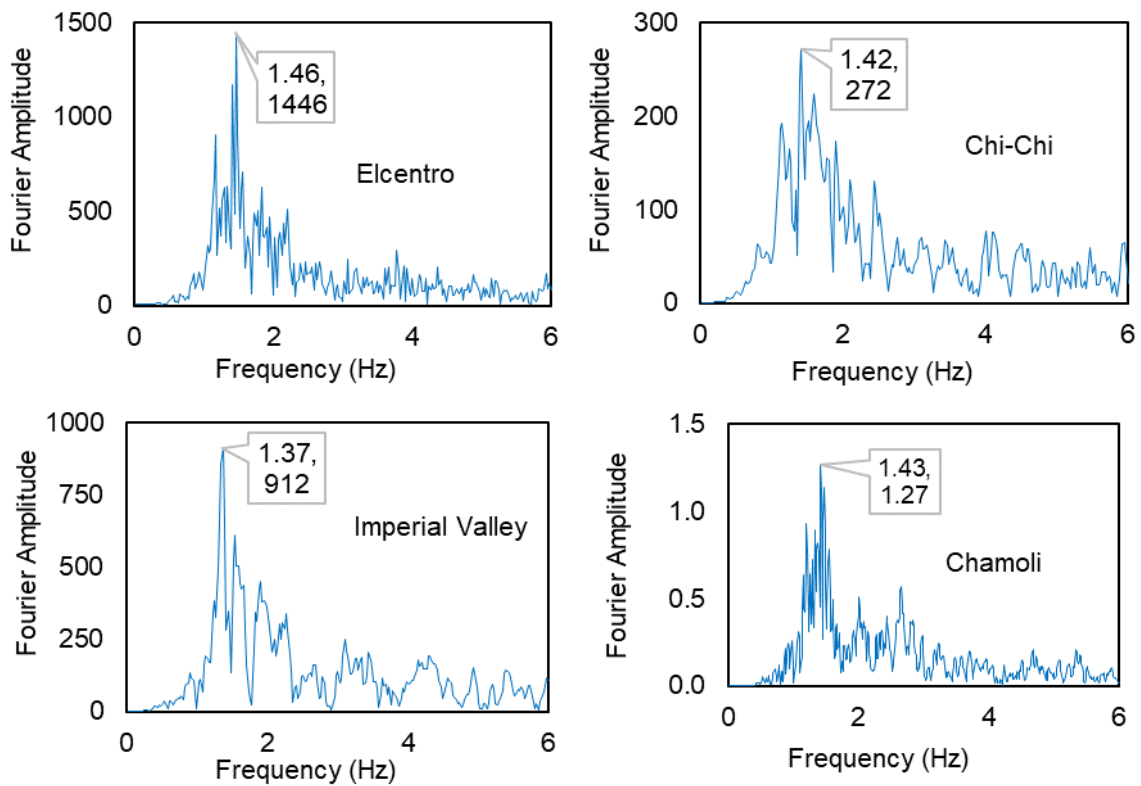 1500
1000
500
0
Fourier Amplitude
1.46,
1446
Elcentro
0 2 4 6
Frequency (Hz)
300
200
100
0
Fourier Amplitude
1.42,
272
Chi-Chi
0 2 4 6
Frequency (Hz)
1000
750
500
250
0
Fourier Amplitude
1.37,
912
Imperial Valley
0 2 4 6
Frequency (Hz)
1.5
1.0
0.5
0.0
Fourier Amplitude
1.43,
1.27
Chamoli
0 2 4 6
Frequency (Hz)